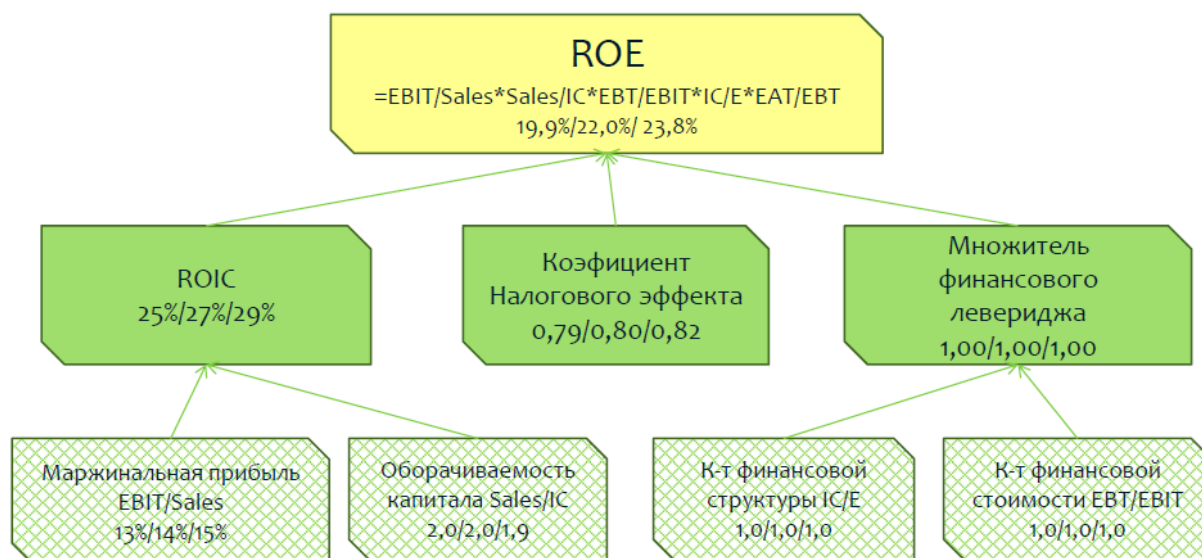 ROE
=EBIT/Sales*Sales/IC*EBT/EBIT*IC/E*EAT/EBT
19,9%/22,0%/ 23,8%
ROIC
25%/27%/29%
Коэфициент
Налогового эффекта
0,79/0,80/0,82
Множитель
финансового
левериджа
1,00/1,00/1,00
Маржинальная прибыль
EBIT/Sales
13%/14%/15%
Оборачиваемость
капитала Sales/IC
2,0/2,0/1,9
К-т финансовой
структуры IC/E
1,0/1,0/1,0
К-т финансовой
стоимости EBT/EBIT
1,0/1,0/1,0